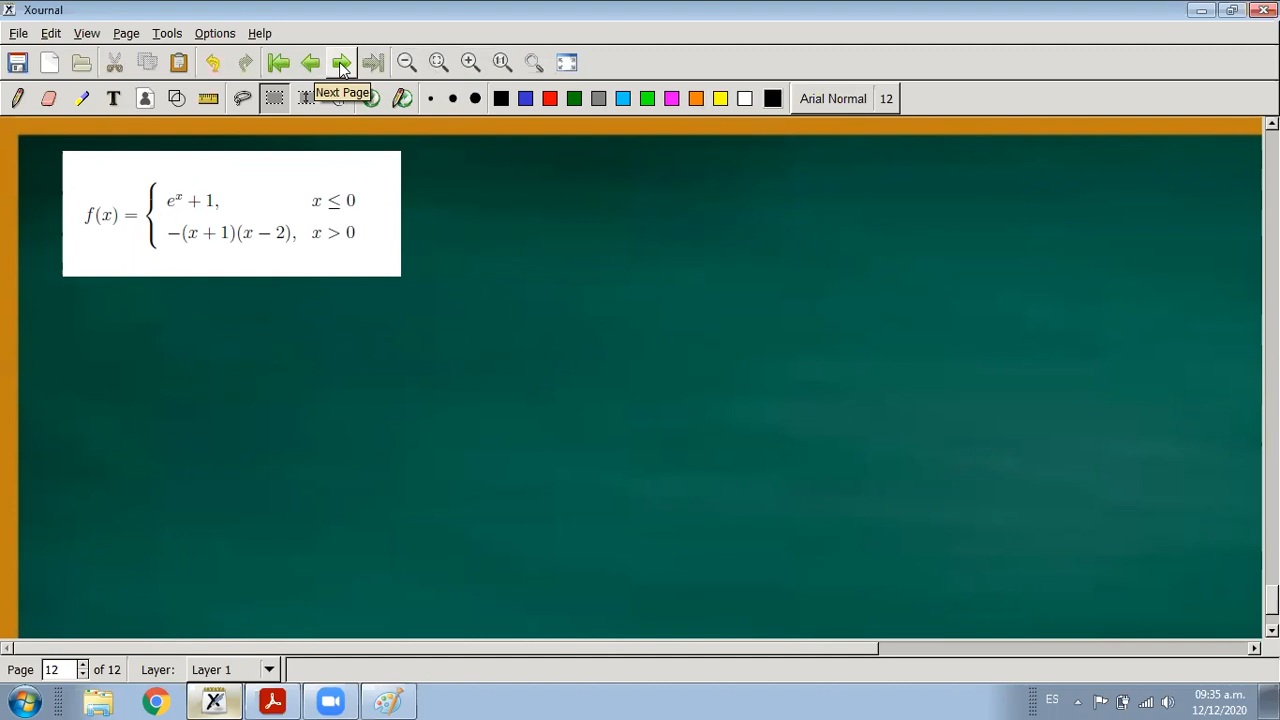 Xournal
File Edit View Page Tools Options Help
Next Page
Arial Normal 12
f(x) = { e^x + 1, x ≤ 0
−(x + 1)(x − 2), x > 0
Page 12 of 12 Layer: Layer 1
ES 09:35 a.m.
12/12/2020